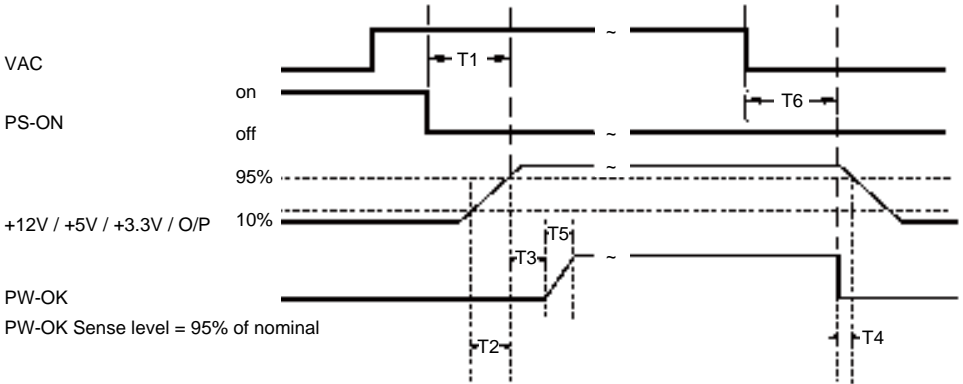 VAC
T1
~
T6
PS-ON
on
off
~
+12V / +5V / +3.3V / O/P
95%
10%
~
T5
T3
~
PW-OK
PW-OK Sense level = 95% of nominal
T2
T4